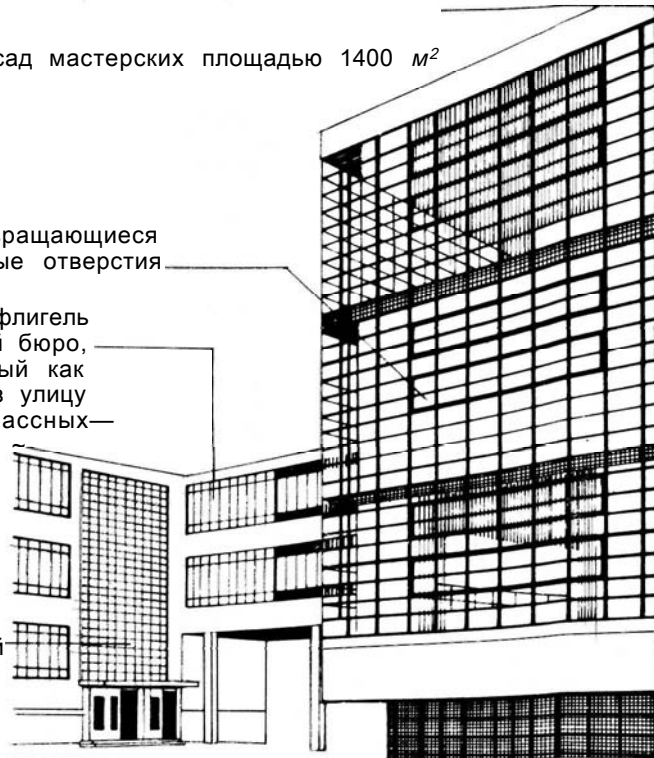 сад мастерских площадью 1400 м²
вращающиеся
ые отверстия
флигель
й бюро,
ый как
з улицу
ассных—
й